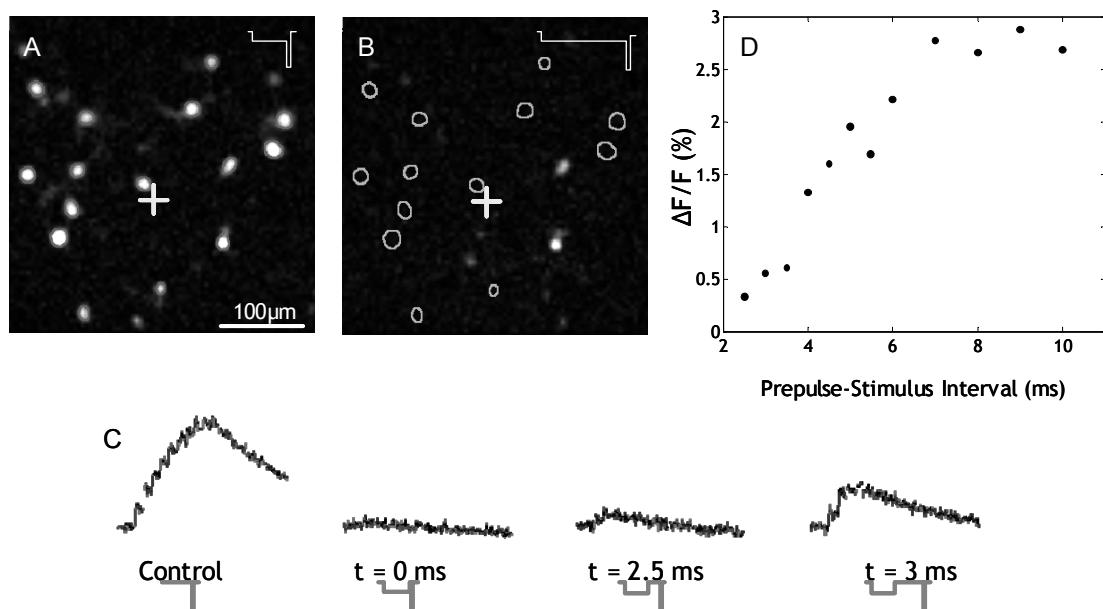 A
B
100µm
D
3
2.5
2
1.5
1
0.5
0
ΔF/F (%)
2 4 6 8 10
Prepulse-Stimulus Interval (ms)
C
Control
t = 0 ms
t = 2.5 ms
t = 3 ms